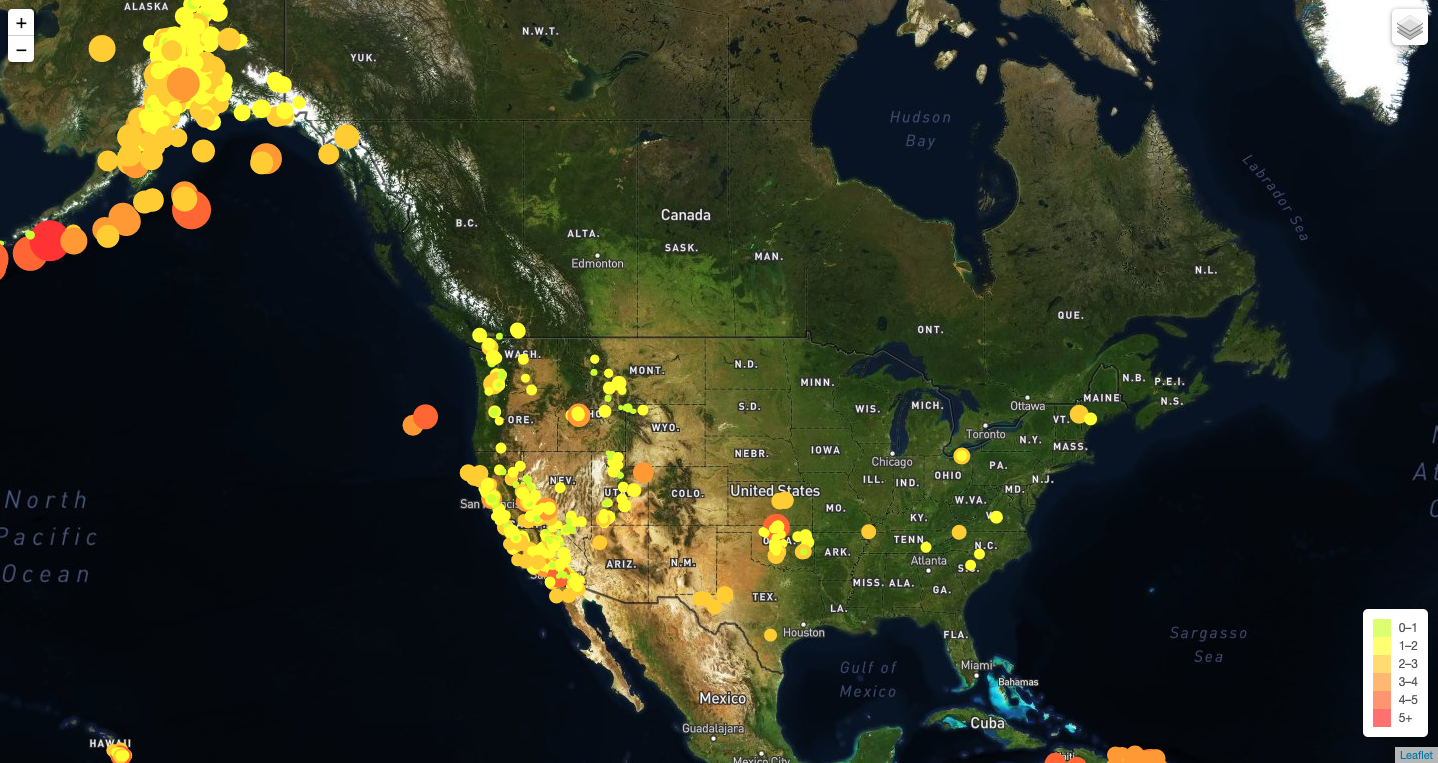 ALASKA
+
−
N.W.T.
YUK.
Hudson
Bay
Labrador Sea
Canada
B.C.
ALTA.
SASK.
MAN.
Edmonton
N.L.
QUE.
ONT.
WASH.
MONT.
N.D.
MINN.
N.B.
P.E.I.
MAINE
N.S.
Ottawa
VT.
WIS.
MICH.
S.D.
ORE.
WYO.
Toronto
N.Y.
MASS.
NEBR.
IOWA
Chicago
PA.
OHIO
ILL.
IND.
N.J.
MD.
NEV.
COLO.
United States
North
Pacific
Ocean
MO.
W.VA.
KY.
TENN.
N.C.
ARK.
ARIZ.
N.M.
Atlanta
MISS.
ALA.
GA.
TEX.
LA.
Houston
FLA.
Sargasso
Sea
Gulf of
Mexico
Miami
Bahamas
Mexico
Cuba
Guadalajara
HAWAII
Mexico City
0–1
1–2
2–3
3–4
4–5
5+
Leaflet